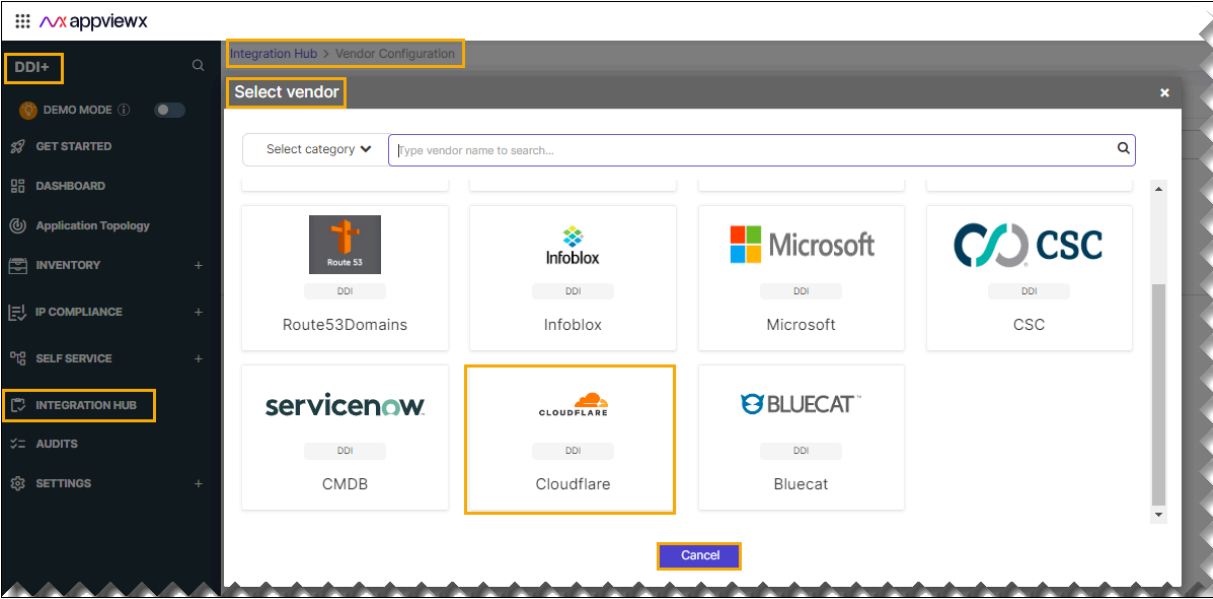 appviewx
DDI+
Integration Hub > Vendor Configuration
DEMO MODE
GET STARTED
DASHBOARD
Application Topology
INVENTORY +
IP COMPLIANCE +
SELF SERVICE +
INTEGRATION HUB
AUDITS
SETTINGS +
Select vendor ×
Select category
Type vendor name to search...
Route 53
DDI
Route53Domains
Infoblox
DDI
Infoblox
Microsoft
DDI
Microsoft
CSC
DDI
CSC
servicenow
DDI
CMDB
CLOUDFLARE
DDI
Cloudflare
BLUECAT™
DDI
Bluecat
Cancel